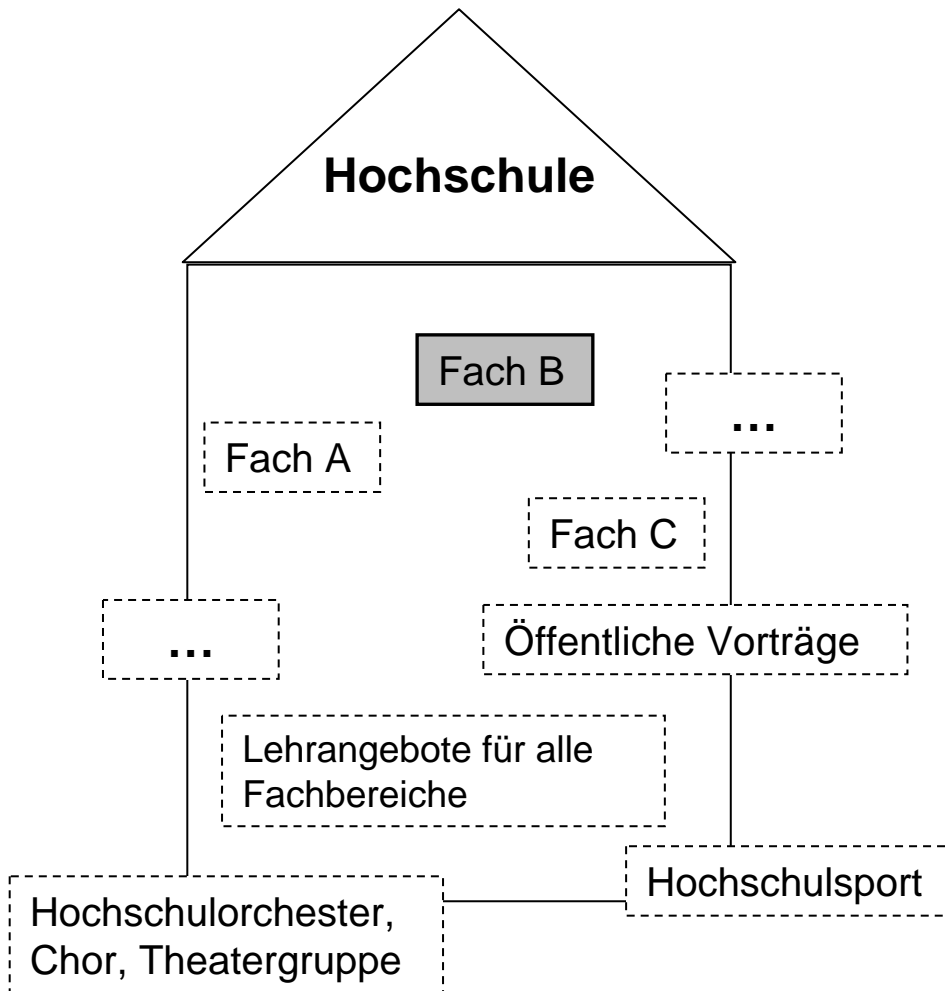 Hochschule
Fach B
...
Fach A
Fach C
...
Öffentliche Vorträge
Lehrangebote für alle
Fachbereiche
Hochschulsport
Hochschulorchester,
Chor, Theatergruppe